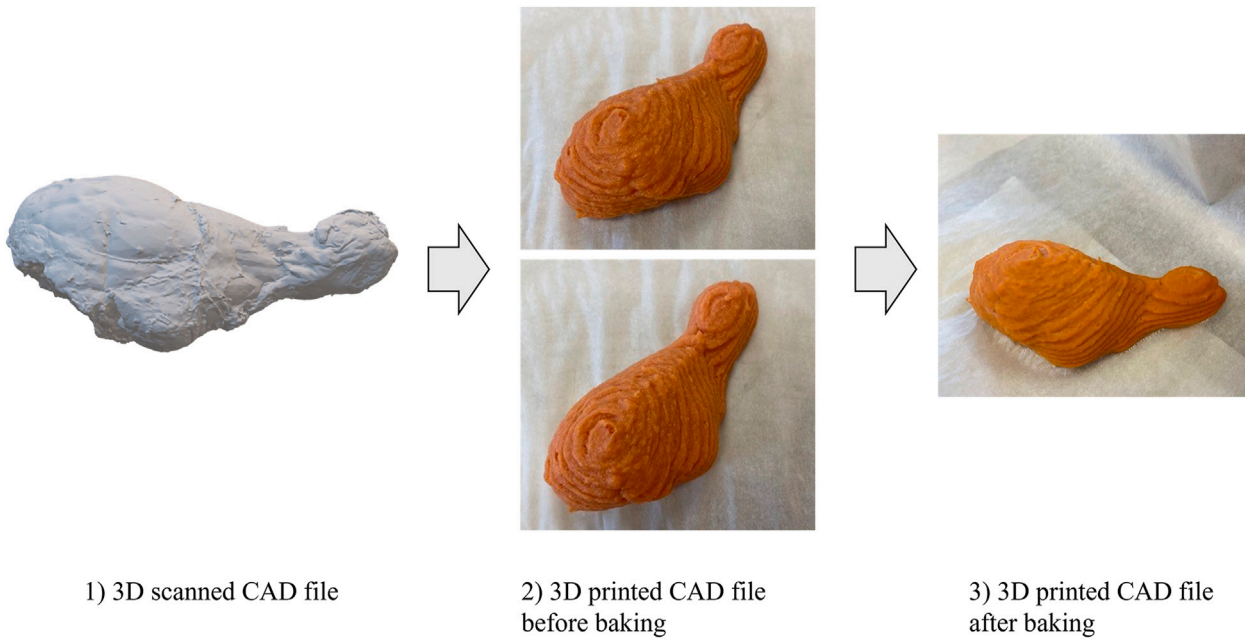 1) 3D scanned CAD file
2) 3D printed CAD file
before baking
3) 3D printed CAD file
after baking